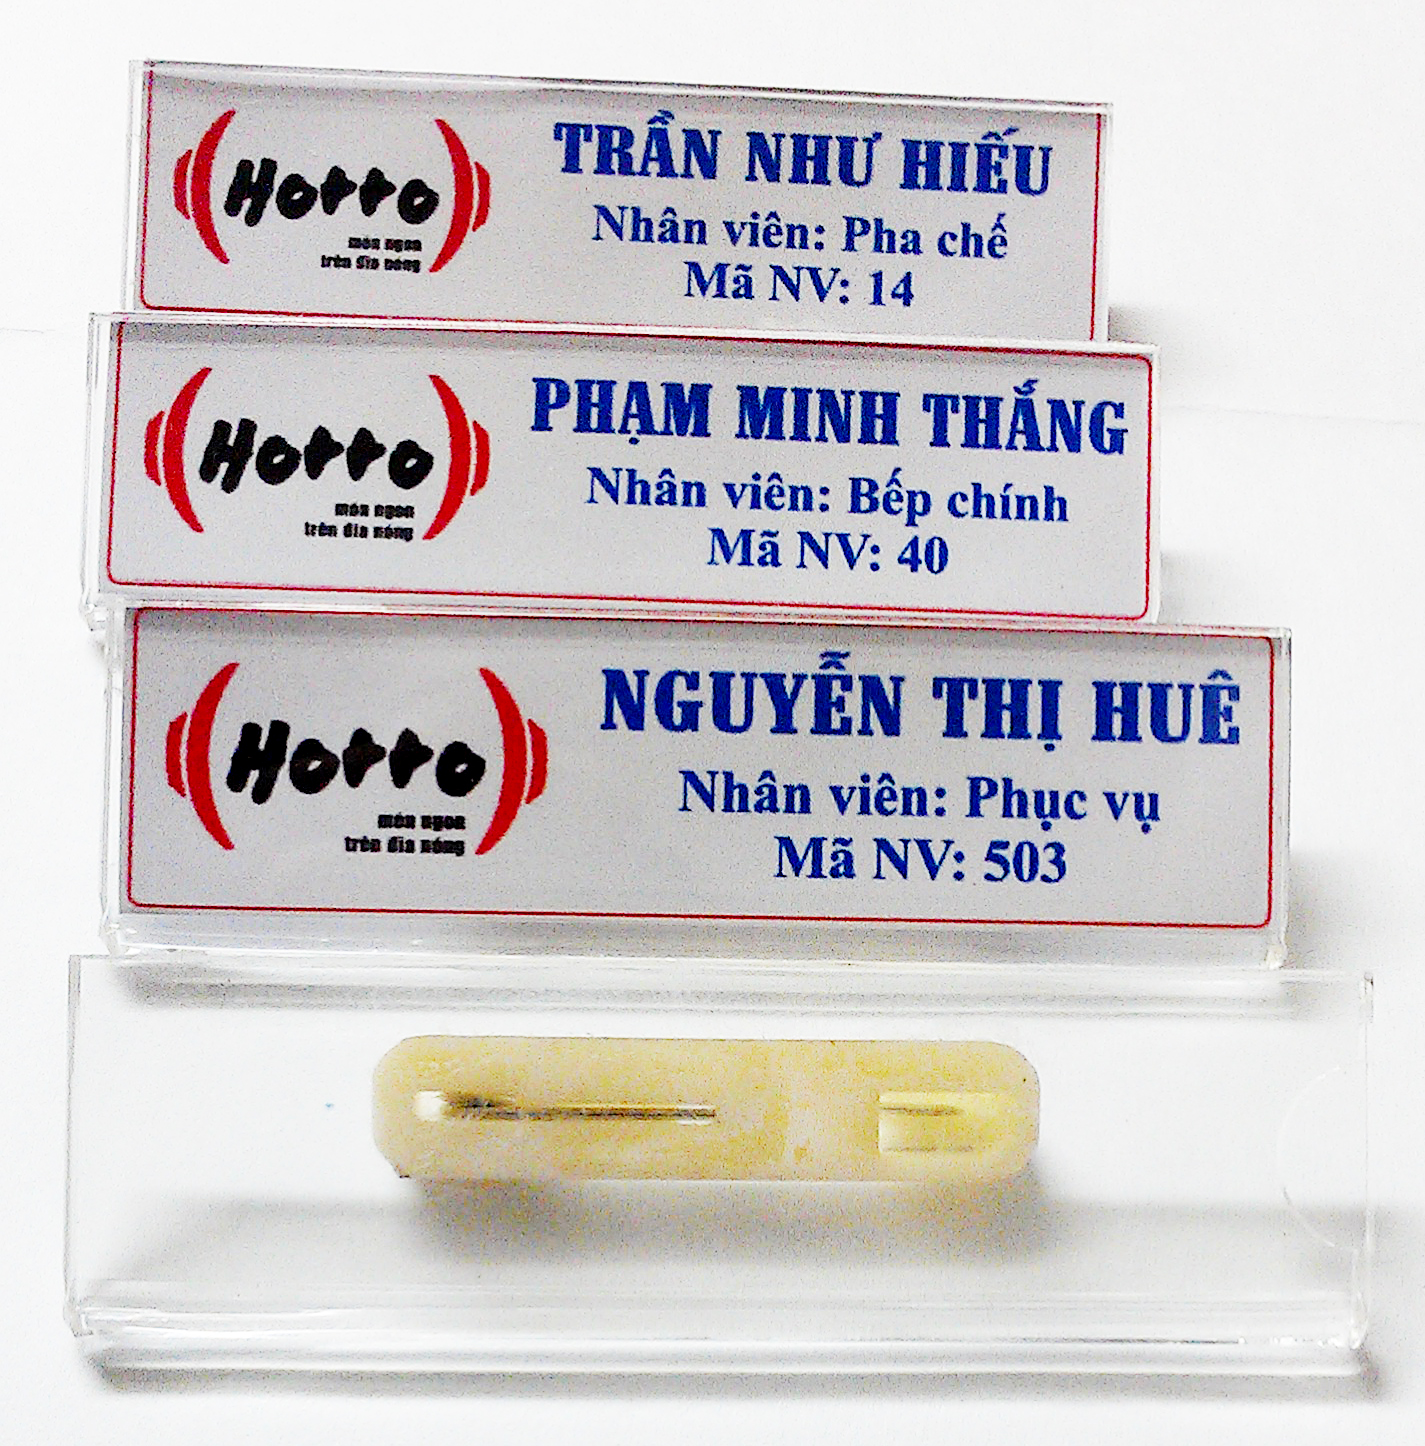 Hotto
món ngon
trên đĩa nóng
TRẦN NHƯ HIẾU
Nhân viên: Pha chế
Mã NV: 14
Hotto
món ngon
trên đĩa nóng
PHẠM MINH THẮNG
Nhân viên: Bếp chính
Mã NV: 40
Hotto
món ngon
trên đĩa nóng
NGUYỄN THỊ HUÊ
Nhân viên: Phục vụ
Mã NV: 503